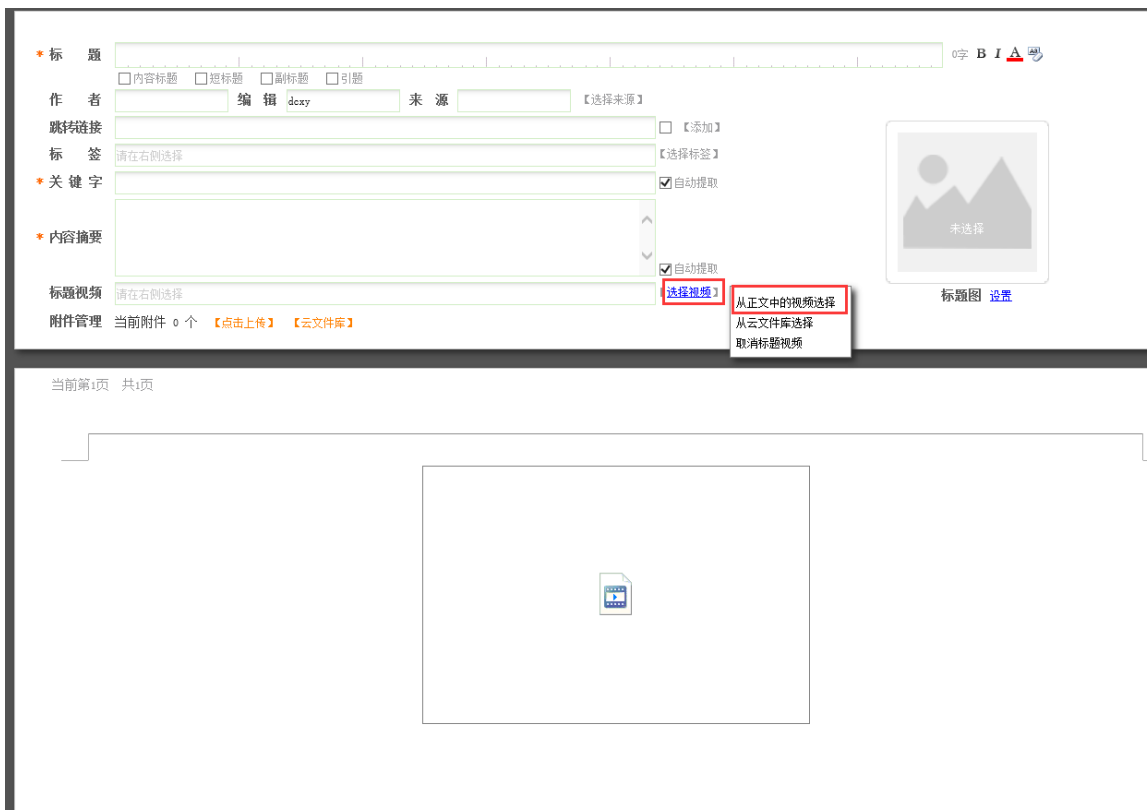 * 标 题 0字 B I A
内容标题 短标题 副标题 引题
作 者 编 辑 dcxy 来 源 【选择来源】
跳转链接 【添加】
标 签 请在右侧选择 【选择标签】
* 关 键 字 自动提取
未选择
* 内容摘要
自动提取
标题视频 请在右侧选择 【选择视频】 从正文中的视频选择 标题图 设置
附件管理 当前附件 0 个 【点击上传】 【云文件库】 从云文件库选择
取消标题视频
当前第1页 共1页